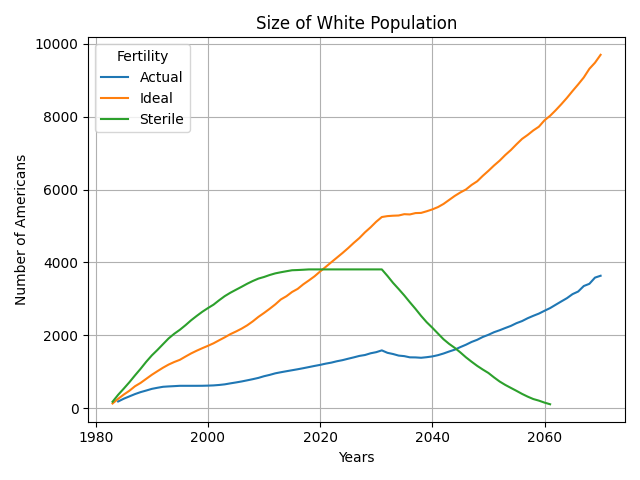 Size of White Population
Fertility
Actual
Ideal
Sterile
Number of Americans
10000
8000
6000
4000
2000
0
1980
2000
2020
2040
2060
Years